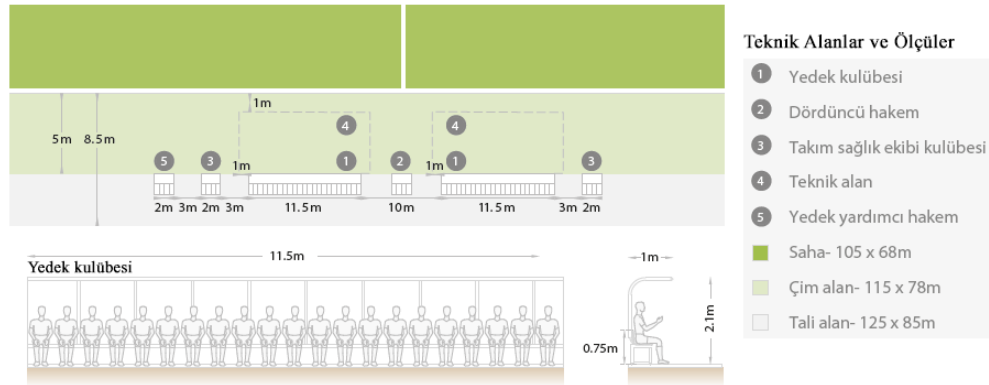 Teknik Alanlar ve Ölçüler
1 Yedek kulübesi
2 Dördüncü hakem
3 Takım sağlık ekibi kulübesi
4 Teknik alan
5 Yedek yardımcı hakem
Saha- 105 x 68m
Çim alan- 115 x 78m
Tali alan- 125 x 85m
1m
5m 8.5m
4 4
5 3 1 2 1 3
1m 1m
2m 3m 2m 3m 11.5m 10m 11.5m 3m 2m
Yedek kulübesi
11.5m
1m
2.1m
0.75m